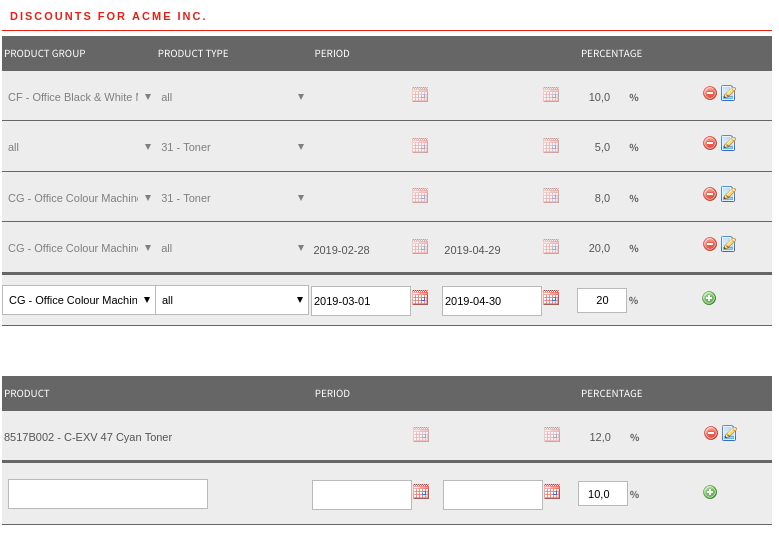 DISCOUNTS FOR ACME INC.
PRODUCT GROUP PRODUCT TYPE PERIOD PERCENTAGE
CF - Office Black & White all 10,0 %
all 31 - Toner 5,0 %
CG - Office Colour Machin 31 - Toner 8,0 %
CG - Office Colour Machin all 2019-02-28 2019-04-29 20,0 %
CG - Office Colour Machin all 2019-03-01 2019-04-30 20 %
PRODUCT PERIOD PERCENTAGE
8517B002 - C-EXV 47 Cyan Toner 12,0 %
10,0 %